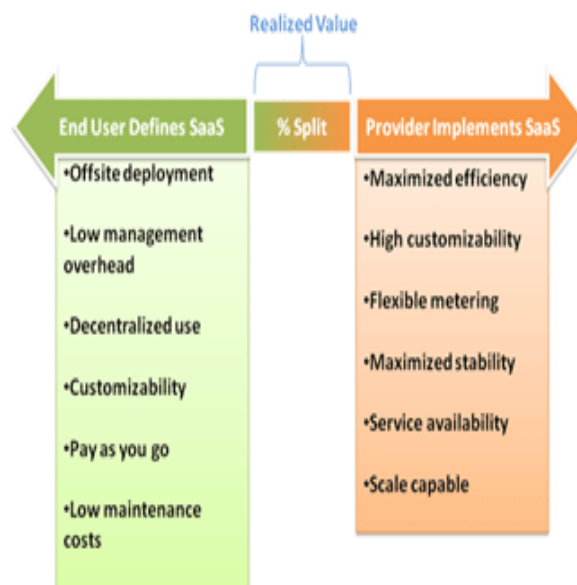 Realized Value
End User Defines SaaS
% Split
Provider Implements SaaS
•Offsite deployment
•Low management
overhead
•Decentralized use
•Customizability
•Pay as you go
•Low maintenance
costs
•Maximized efficiency
•High customizability
•Flexible metering
•Maximized stability
•Service availability
•Scale capable